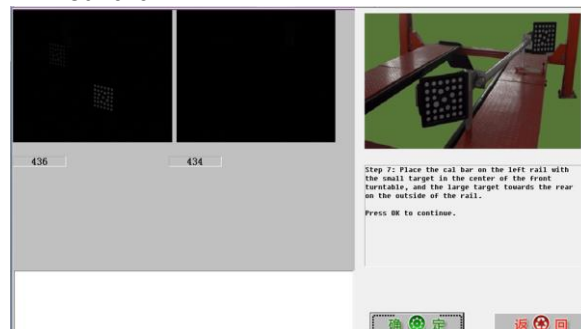 436
434
Step 7: Place the cal bar on the left rail with
the small target in the center of the front
turntable, and the large target towards the rear
on the outside of the rail.
Press OK to continue.
确 定
返 回